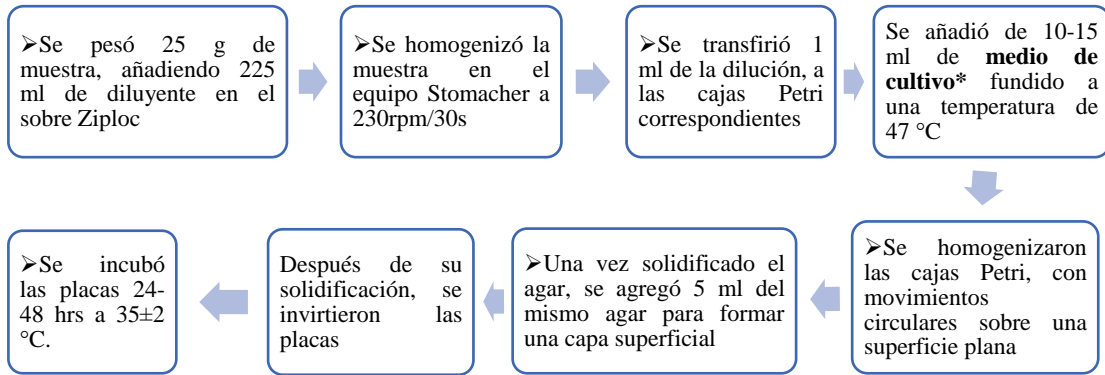 ➢Se pesó 25 g de
muestra, añadiendo 225
ml de diluyente en el
sobre Ziploc
➢Se homogenizó la
muestra en el
equipo Stomacher a
230rpm/30s
➢Se transfirió 1
ml de la dilución, a
las cajas Petri
correspondientes
Se añadió de 10-15
ml de medio de
cultivo* fundido a
una temperatura de
47 °C
➢Se homogenizaron
las cajas Petri, con
movimientos
circulares sobre una
superficie plana
➢Una vez solidificado el
agar, se agregó 5 ml del
mismo agar para formar
una capa superficial
Después de su
solidificación, se
invirtieron las
placas
➢Se incubó
las placas 24-
48 hrs a 35±2
°C.